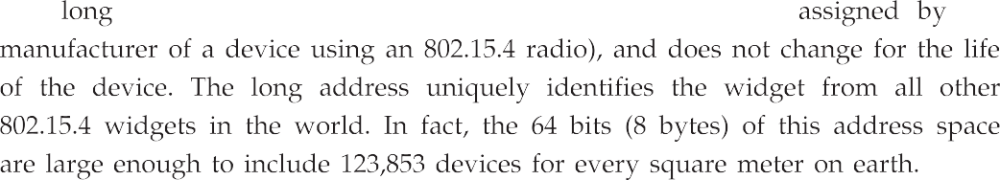 long assigned by
manufacturer of a device using an 802.15.4 radio), and does not change for the life
of the device. The long address uniquely identifies the widget from all other
802.15.4 widgets in the world. In fact, the 64 bits (8 bytes) of this address space
are large enough to include 123,853 devices for every square meter on earth.